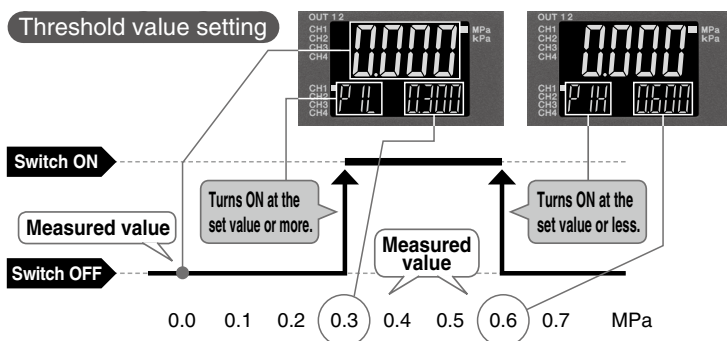 Threshold value setting
OUT 1 2
CH1
CH2
CH3
CH4
0.000
MPa
kPa
CH1
CH2
CH3
CH4
P 1L
0.300
OUT 1 2
CH1
CH2
CH3
CH4
0.000
MPa
kPa
CH1
CH2
CH3
CH4
P 1H
0.600
Switch ON
Turns ON at the
set value or more.
Turns ON at the
set value or less.
Measured value
Measured
value
Switch OFF
0.0 0.1 0.2 0.3 0.4 0.5 0.6 0.7 MPa